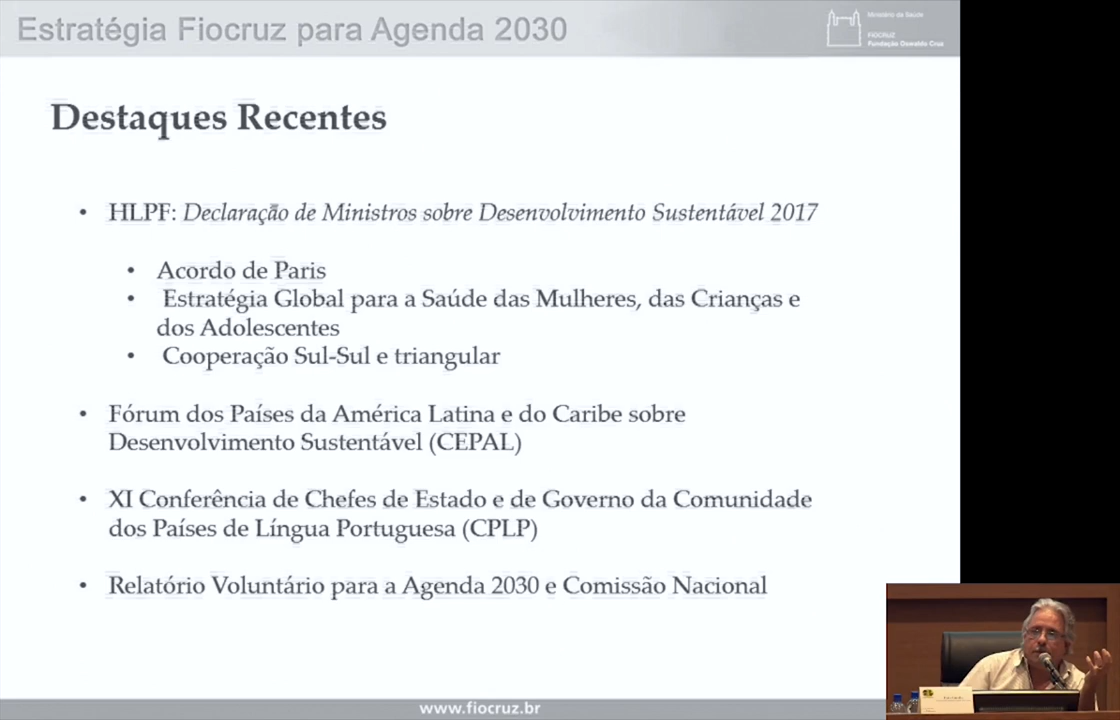 Estratégia Fiocruz para Agenda 2030
Ministério da Saúde
FIOCRUZ
Fundação Oswaldo Cruz
Destaques Recentes
• HLPF: Declaração de Ministros sobre Desenvolvimento Sustentável 2017
• Acordo de Paris
• Estratégia Global para a Saúde das Mulheres, das Crianças e
dos Adolescentes
• Cooperação Sul-Sul e triangular
• Fórum dos Países da América Latina e do Caribe sobre
Desenvolvimento Sustentável (CEPAL)
• XI Conferência de Chefes de Estado e de Governo da Comunidade
dos Países de Língua Portuguesa (CPLP)
• Relatório Voluntário para a Agenda 2030 e Comissão Nacional
www.fiocruz.br